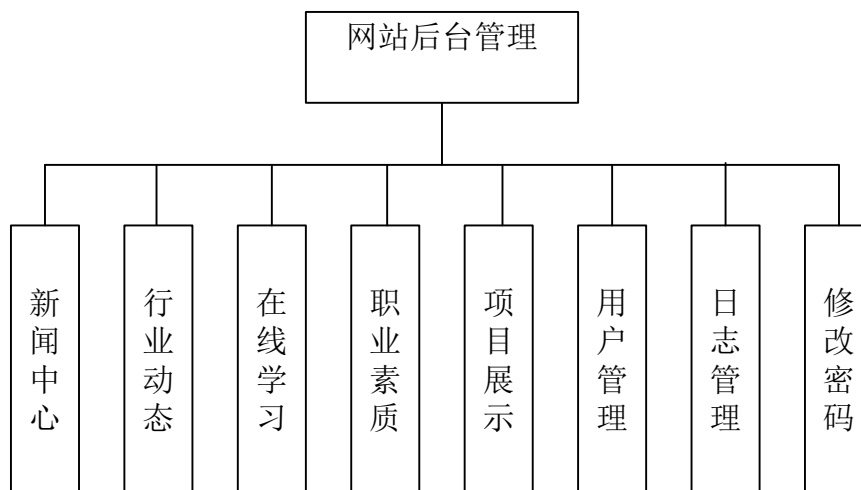 网站后台管理
新闻中心
行业动态
在线学习
职业素质
项目展示
用户管理
日志管理
修改密码